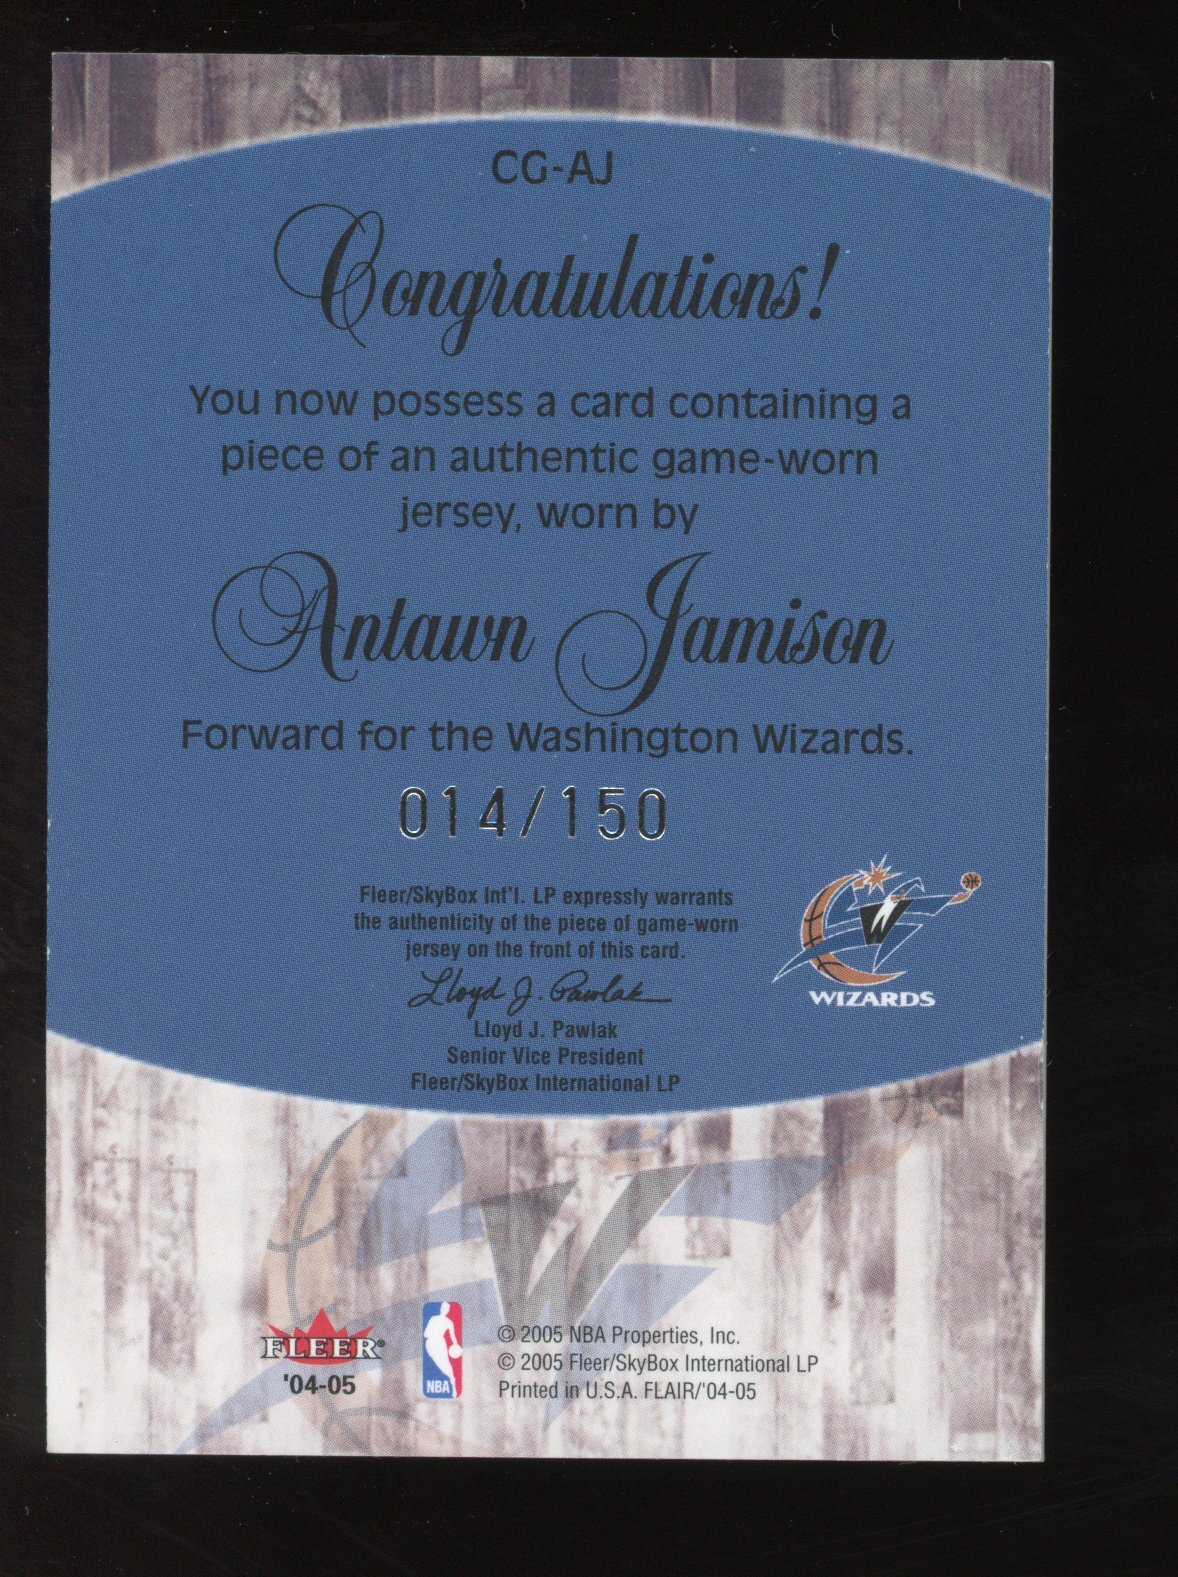 CG-AJ
Congratulations!
You now possess a card containing a
piece of an authentic game-worn
jersey, worn by
Antawn Jamison
Forward for the Washington Wizards.
014/150
Fleer/SkyBox Int'l. LP expressly warrants
the authenticity of the piece of game-worn
jersey on the front of this card.
Lloyd J. Pawlak
Lloyd J. Pawlak
Senior Vice President
Fleer/SkyBox International LP
W
WIZARDS
W
FLEER®
'04-05
NBA
© 2005 NBA Properties, Inc.
© 2005 Fleer/SkyBox International LP
Printed in U.S.A. FLAIR/'04-05